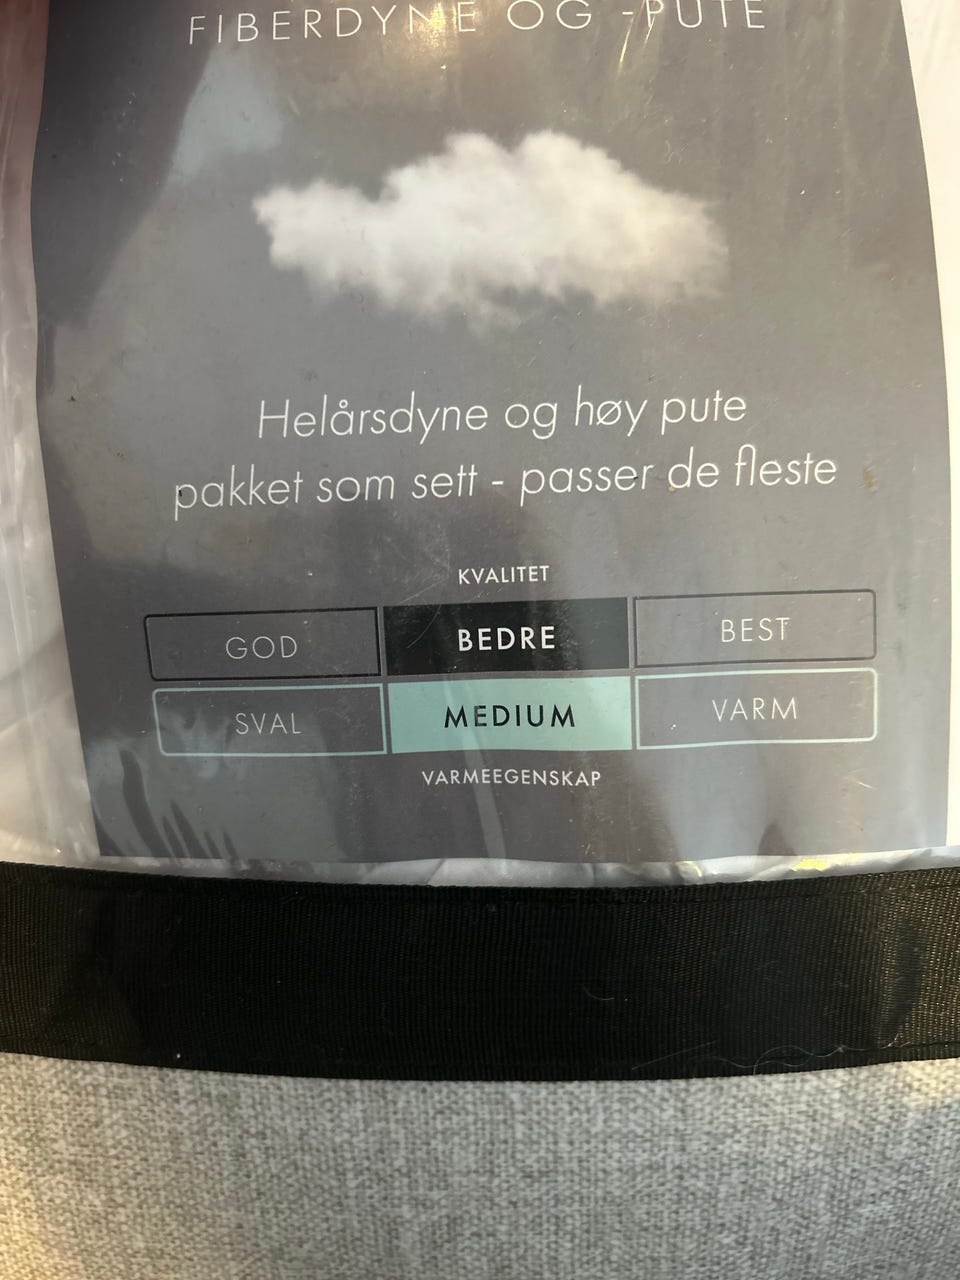 FIBERDYNE OG -PUTE
Helårsdyne og høy pute
pakket som sett - passer de fleste
KVALITET
GOD BEDRE BEST
SVAL MEDIUM VARM
VARMEEGENSKAP